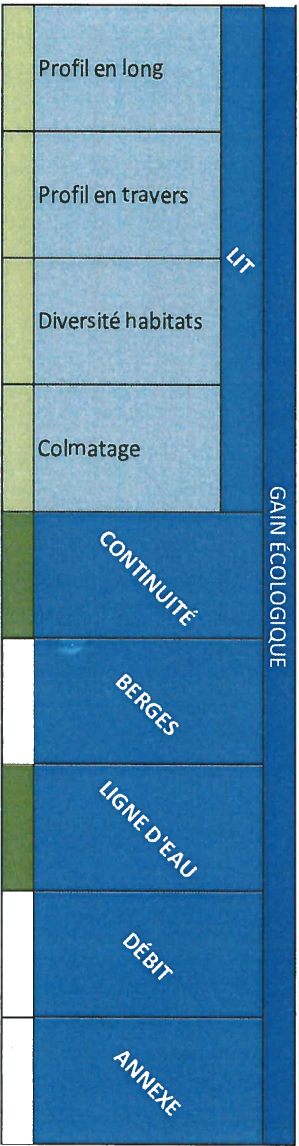 Profil en long
Profil en travers
Diversité habitats
Colmatage
LIT
CONTINUITÉ
BERGES
LIGNE D'EAU
DÉBIT
ANNEXE
GAIN ÉCOLOGIQUE